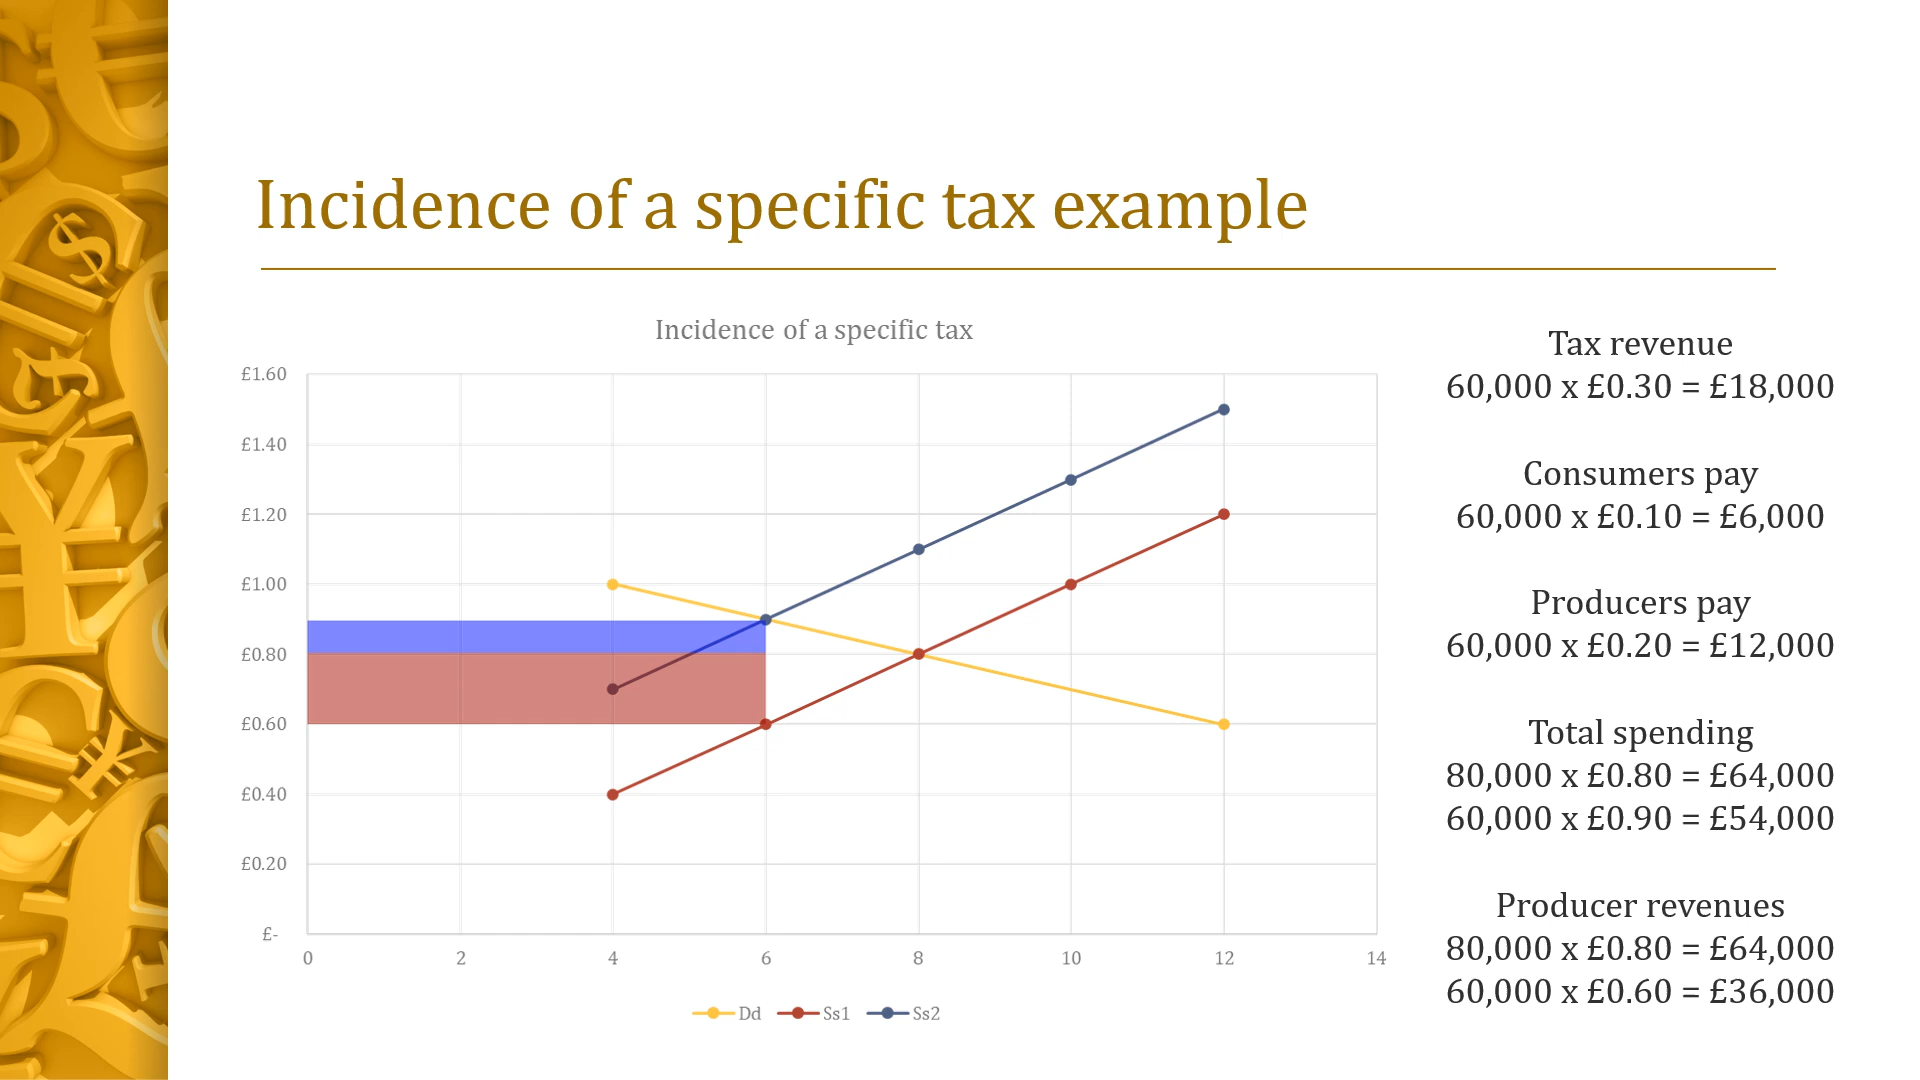 Incidence of a specific tax example
Incidence of a specific tax
£1.60
£1.40
£1.20
£1.00
£0.80
£0.60
£0.40
£0.20
£-
0 2 4 6 8 10 12 14
Dd Ss1 Ss2
Tax revenue
60,000 x £0.30 = £18,000
Consumers pay
60,000 x £0.10 = £6,000
Producers pay
60,000 x £0.20 = £12,000
Total spending
80,000 x £0.80 = £64,000
60,000 x £0.90 = £54,000
Producer revenues
80,000 x £0.80 = £64,000
60,000 x £0.60 = £36,000